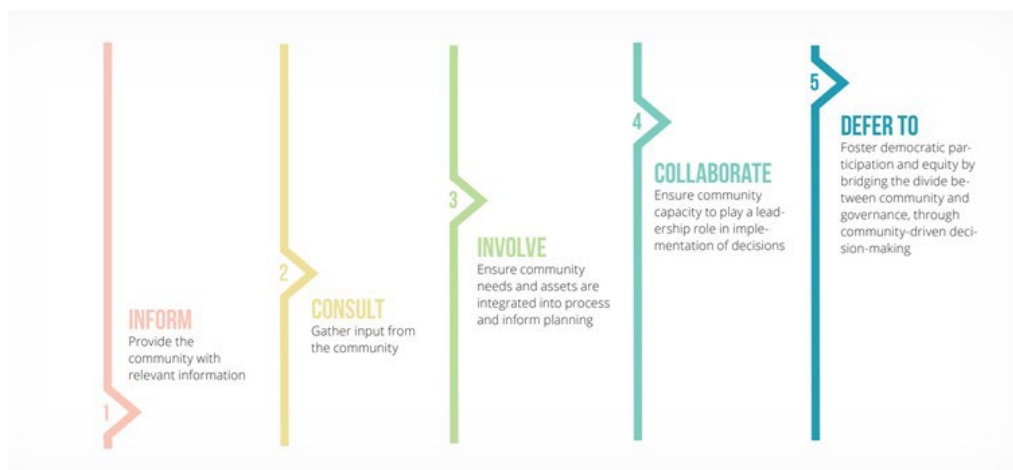 1
INFORM
Provide the
community with
relevant information
2
CONSULT
Gather input from
the community
3
INVOLVE
Ensure community
needs and assets are
integrated into process
and inform planning
4
COLLABORATE
Ensure community
capacity to play a lead-
ership role in imple-
mentation of decisions
5
DEFER TO
Foster democratic par-
ticipation and equity by
bridging the divide be-
tween community and
governance, through
community-driven deci-
sion-making